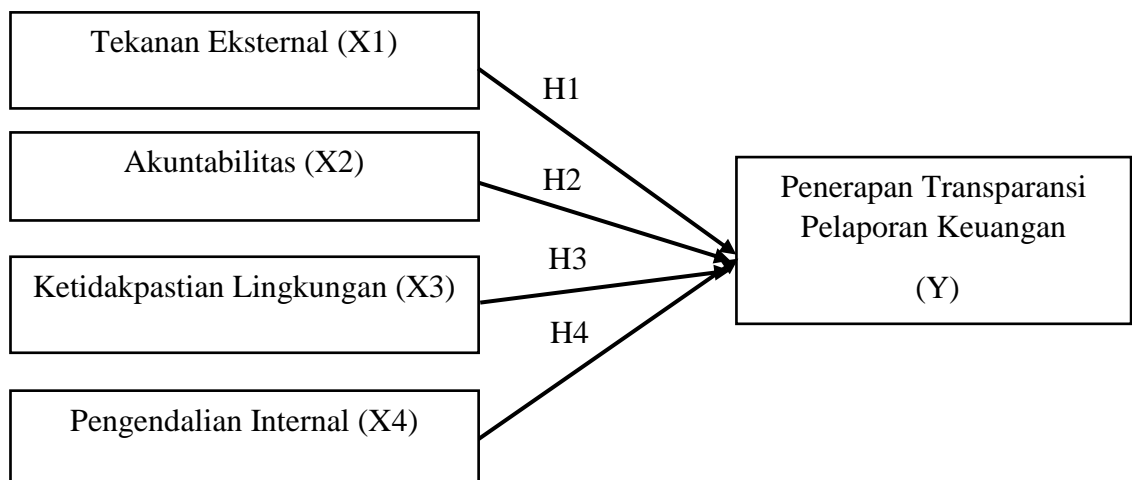 Tekanan Eksternal (X1)
H1
Akuntabilitas (X2)
H2
Penerapan Transparansi
Pelaporan Keuangan
(Y)
H3
Ketidakpastian Lingkungan (X3)
H4
Pengendalian Internal (X4)